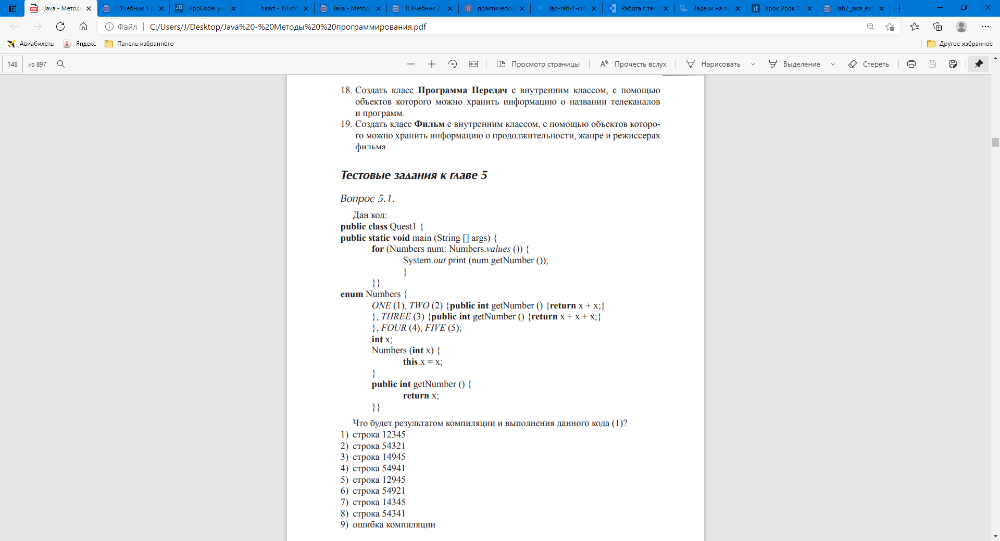 Java - Метод
! Учебник 1.p
AppCode: ум
heart - JSFidd
Java - Метод
!! Учебник 2.
практически
lab-rab-1-css
Работа с тек
Задачи на ос
Урок Урок 1
lab2_java_exc
Файл
C:/Users/J/Desktop/Java%20-%20Методы%20%20программирования.pdf
Авиабилеты
Яндекс
Панель избранного
Другое избранное
148 из 897
Просмотр страницы
Прочесть вслух
Нарисовать
Выделение
Стереть
18. Создать класс Программа Передач с внутренним классом, с помощью
объектов которого можно хранить информацию о названии телеканалов
и программ.
19. Создать класс Фильм с внутренним классом, с помощью объектов которо-
го можно хранить информацию о продолжительности, жанре и режиссерах
фильма.
Тестовые задания к главе 5
Вопрос 5.1.
Дан код:
public class Quest1 {
public static void main (String [] args) {
for (Numbers num: Numbers.values ()) {
System.out.print (num.getNumber ());
}
}}
enum Numbers {
ONE (1), TWO (2) {public int getNumber () {return x + x;}
}, THREE (3) {public int getNumber () {return x + x + x;}
}, FOUR (4), FIVE (5);
int x;
Numbers (int x) {
this.x = x;
}
public int getNumber () {
return x;
}}
Что будет результатом компиляции и выполнения данного кода (1)?
1) строка 12345
2) строка 54321
3) строка 14945
4) строка 54941
5) строка 12945
6) строка 54921
7) строка 14345
8) строка 54341
9) ошибка компиляции